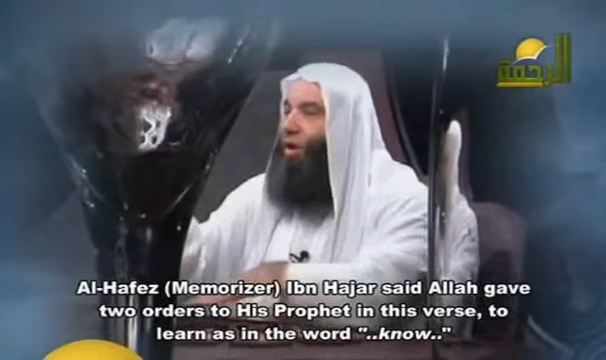 الرحمة
Al-Hafez (Memorizer) Ibn Hajar said Allah gave
two orders to His Prophet in this verse, to
learn as in the word "..know.."